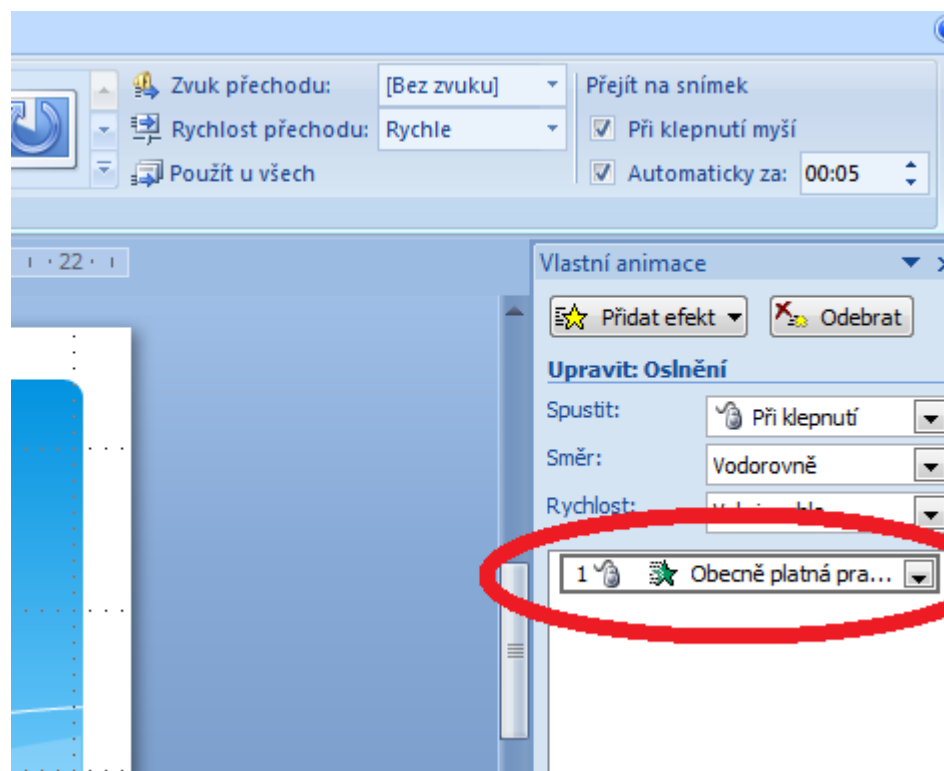 Zvuk přechodu: [Bez zvuku]
Přejít na snímek
Rychlost přechodu: Rychle
Při klepnutí myší
Použít u všech
Automaticky za: 00:05
22
Vlastní animace
Přidat efekt
Odebrat
Upravit: Oslnění
Spustit: Při klepnutí
Směr: Vodorovně
Rychlost:
1 Obecně platná pra...